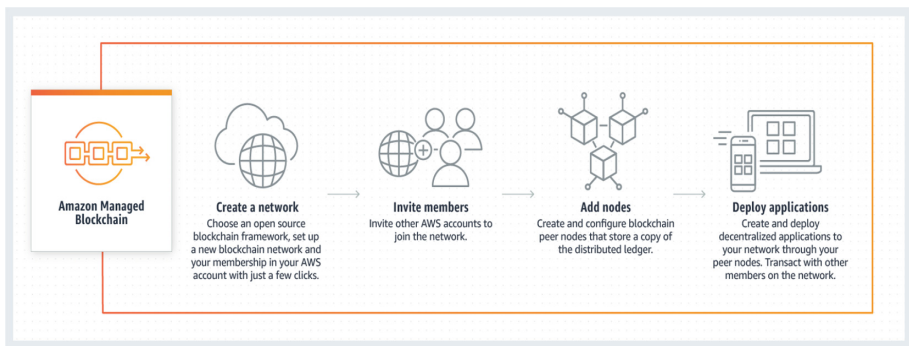 Amazon Managed
Blockchain
Create a network
Choose an open source
blockchain framework, set up
a new blockchain network and
your membership in your AWS
account with just a few clicks.
Invite members
Invite other AWS accounts to
join the network.
Add nodes
Create and configure blockchain
peer nodes that store a copy of
the distributed ledger.
Deploy applications
Create and deploy
decentralized applications to
your network through your
peer nodes. Transact with other
members on the network.